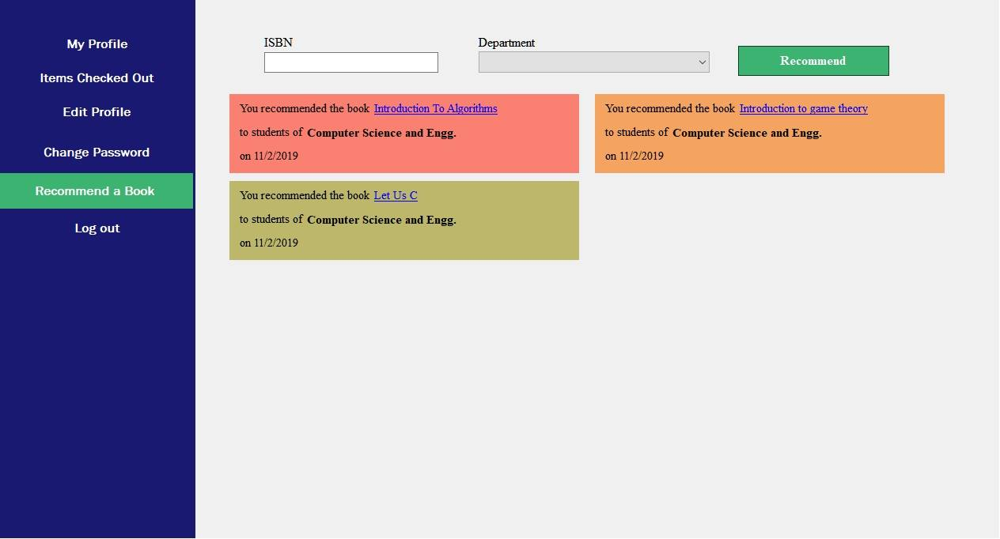 My Profile
Items Checked Out
Edit Profile
Change Password
Recommend a Book
Log out
ISBN
Department
Recommend
You recommended the book Introduction To Algorithms
to students of Computer Science and Engg.
on 11/2/2019
You recommended the book Introduction to game theory
to students of Computer Science and Engg.
on 11/2/2019
You recommended the book Let Us C
to students of Computer Science and Engg.
on 11/2/2019